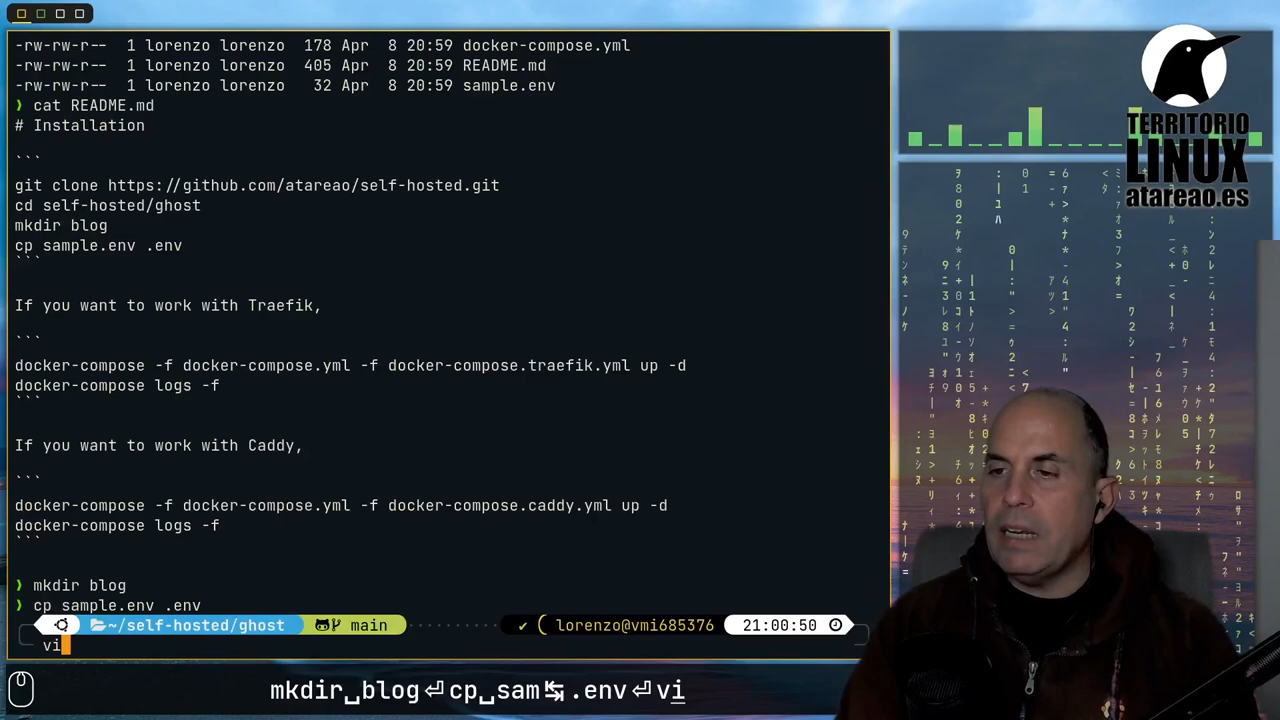 -rw-rw-r-- 1 lorenzo lorenzo 178 Apr 8 20:59 docker-compose.yml
-rw-rw-r-- 1 lorenzo lorenzo 405 Apr 8 20:59 README.md
-rw-rw-r-- 1 lorenzo lorenzo 32 Apr 8 20:59 sample.env
❯ cat README.md
# Installation
```
git clone https://github.com/atareao/self-hosted.git
cd self-hosted/ghost
mkdir blog
cp sample.env .env
```
If you want to work with Traefik,
```
docker-compose -f docker-compose.yml -f docker-compose.traefik.yml up -d
docker-compose logs -f
```
If you want to work with Caddy,
```
docker-compose -f docker-compose.yml -f docker-compose.caddy.yml up -d
docker-compose logs -f
```
❯ mkdir blog
❯ cp sample.env .env
~/self-hosted/ghost main ✔ ( lorenzo@vmi685376 21:00:50
vi
mkdir␣blog⏎cp␣sam↹.env⏎vi
TERRITORIO
LINUX
atareao.es